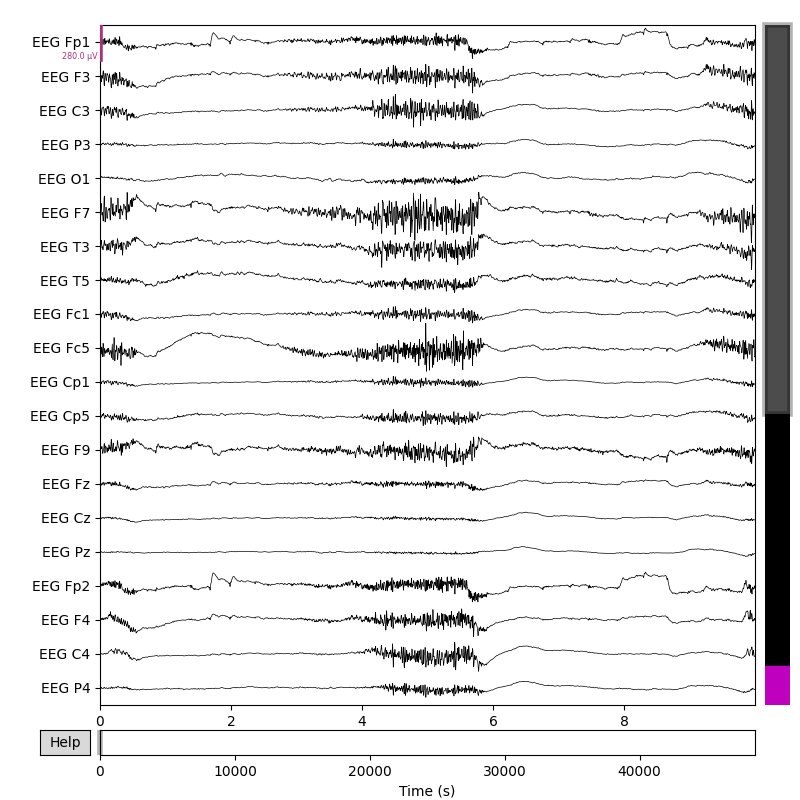 EEG Fp1
280.0 µV
EEG F3
EEG C3
EEG P3
EEG O1
EEG F7
EEG T3
EEG T5
EEG Fc1
EEG Fc5
EEG Cp1
EEG Cp5
EEG F9
EEG Fz
EEG Cz
EEG Pz
EEG Fp2
EEG F4
EEG C4
EEG P4
0 2 4 6 8
Help
0 10000 20000 30000 40000
Time (s)